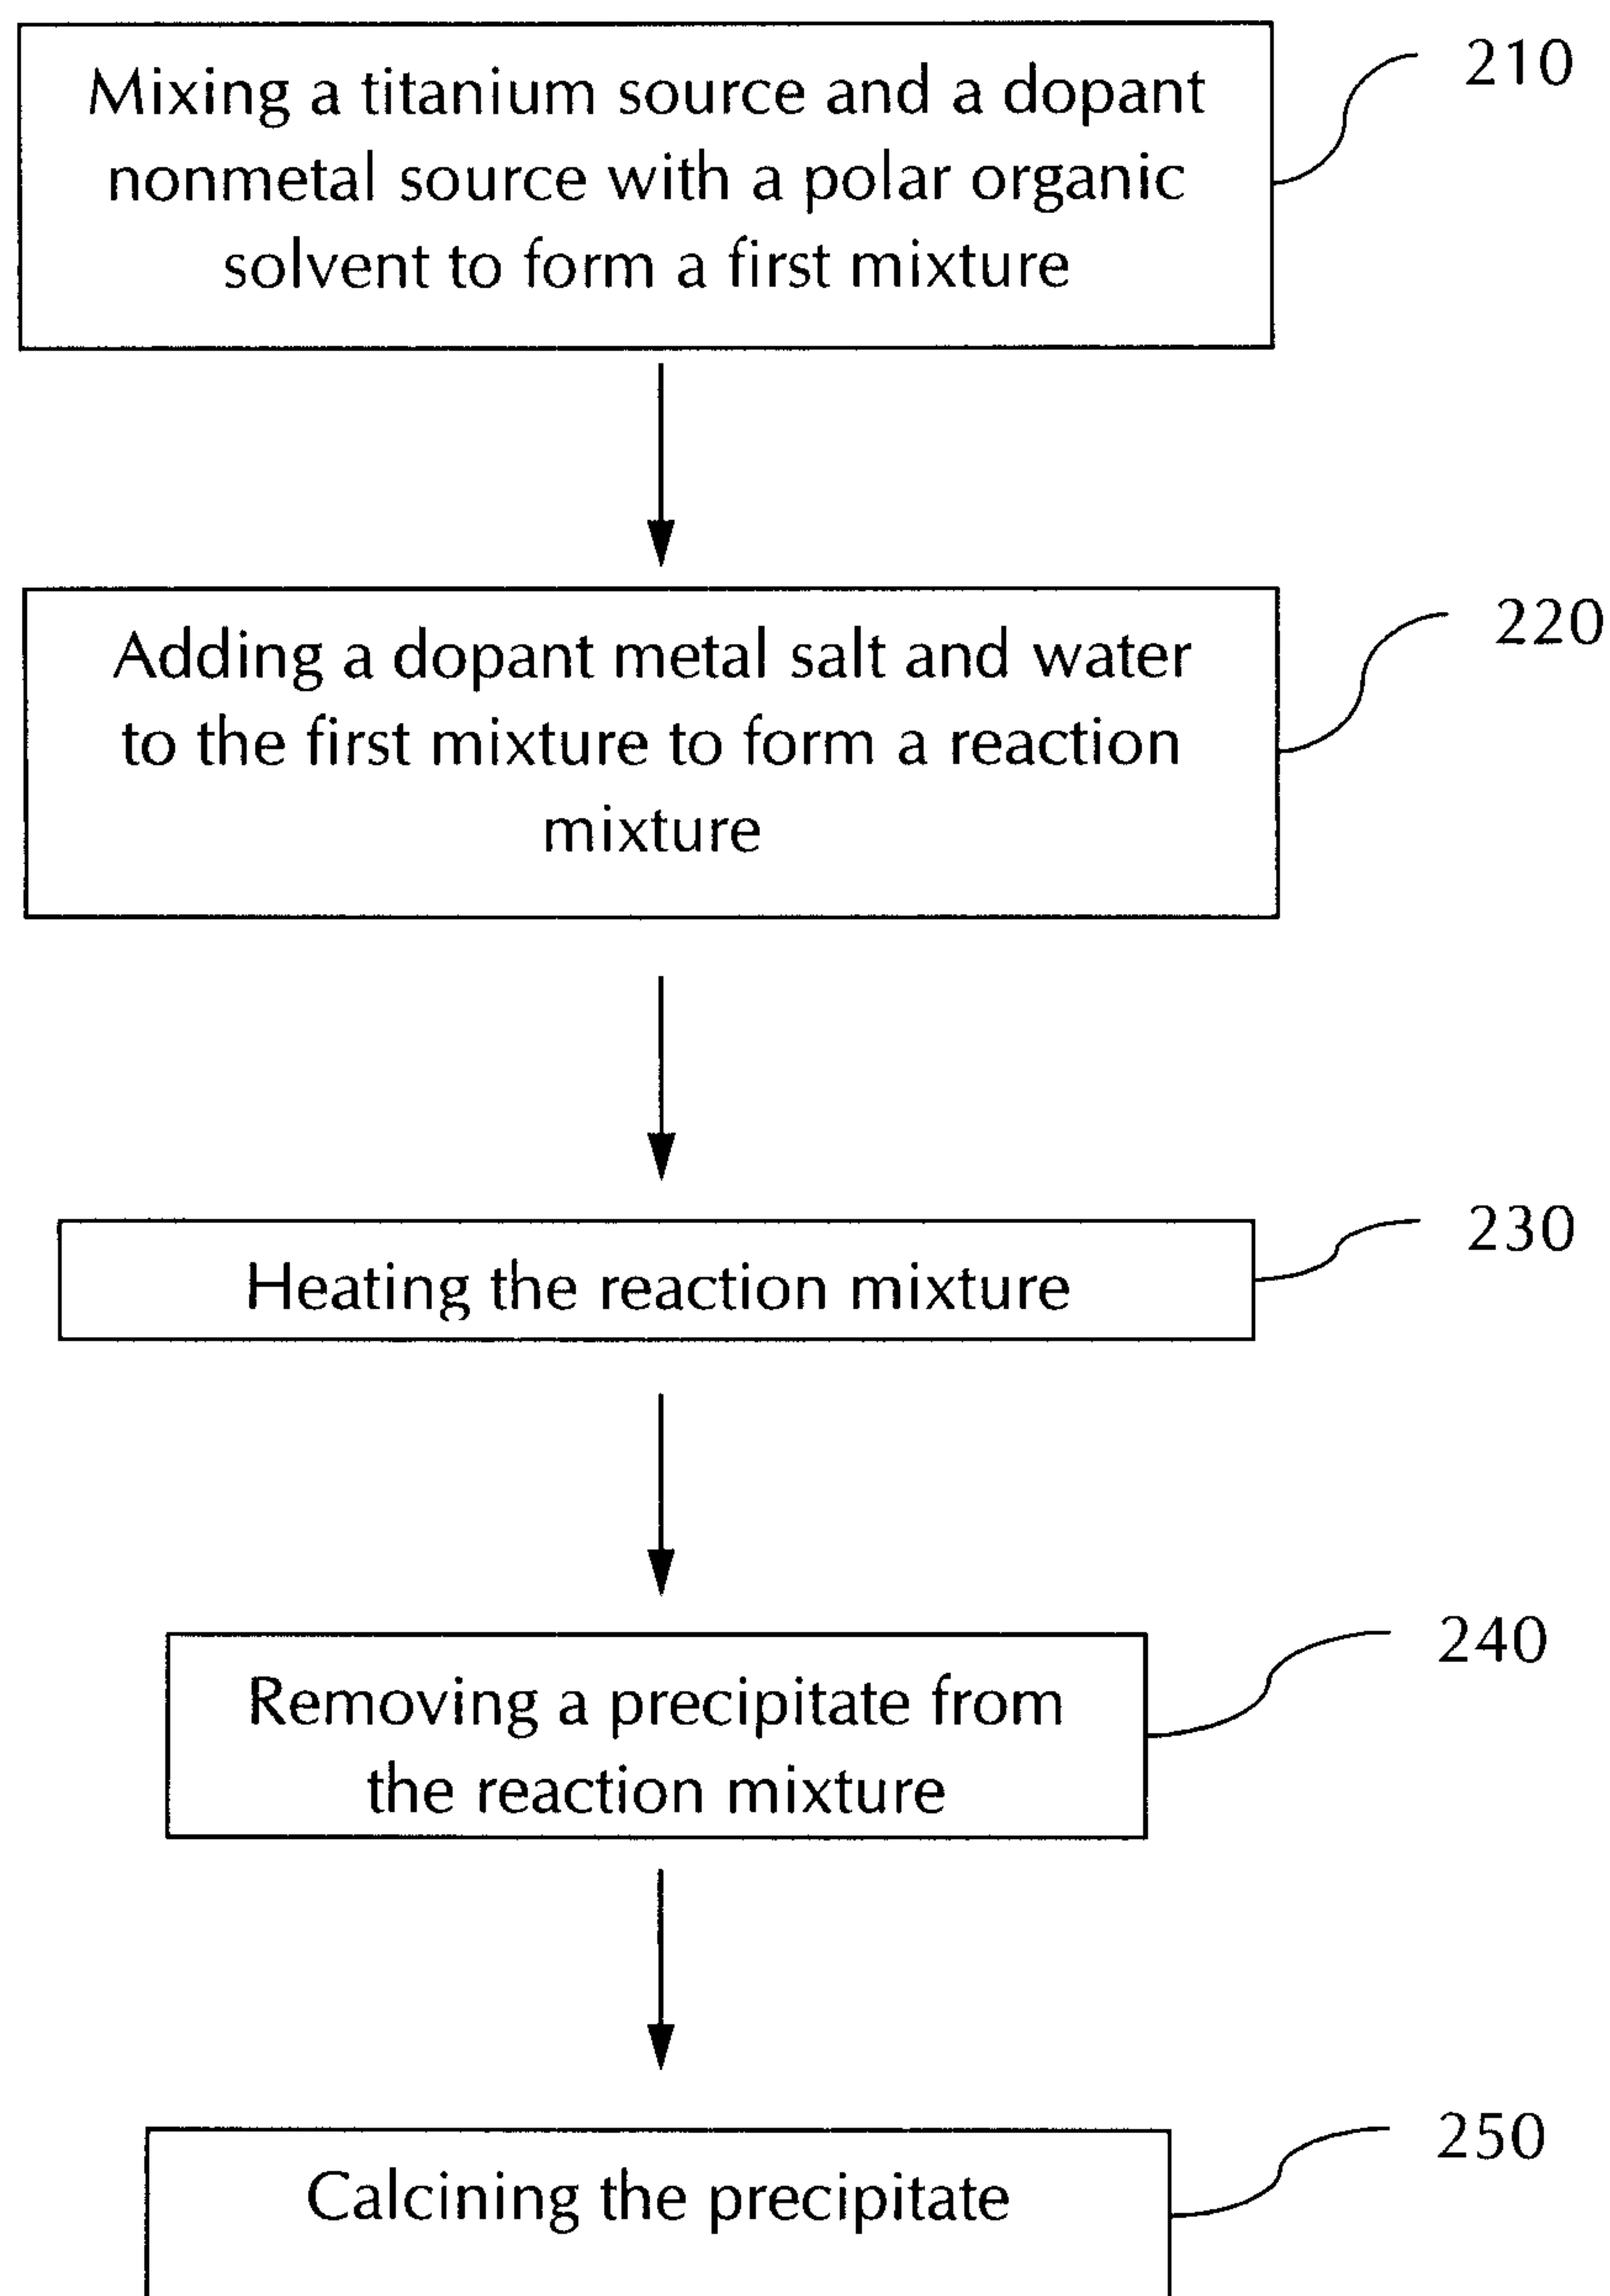 Mixing a titanium source and a dopant
nonmetal source with a polar organic
solvent to form a first mixture
210
Adding a dopant metal salt and water
to the first mixture to form a reaction
mixture
220
Heating the reaction mixture
230
Removing a precipitate from
the reaction mixture
240
Calcining the precipitate
250